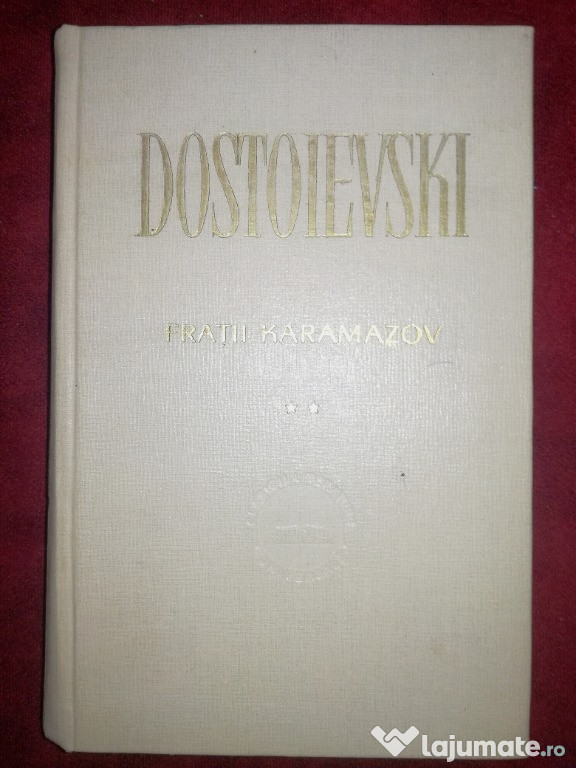 DOSTOIEVSKI
FRAȚII KARAMAZOV
**
lajumate.ro